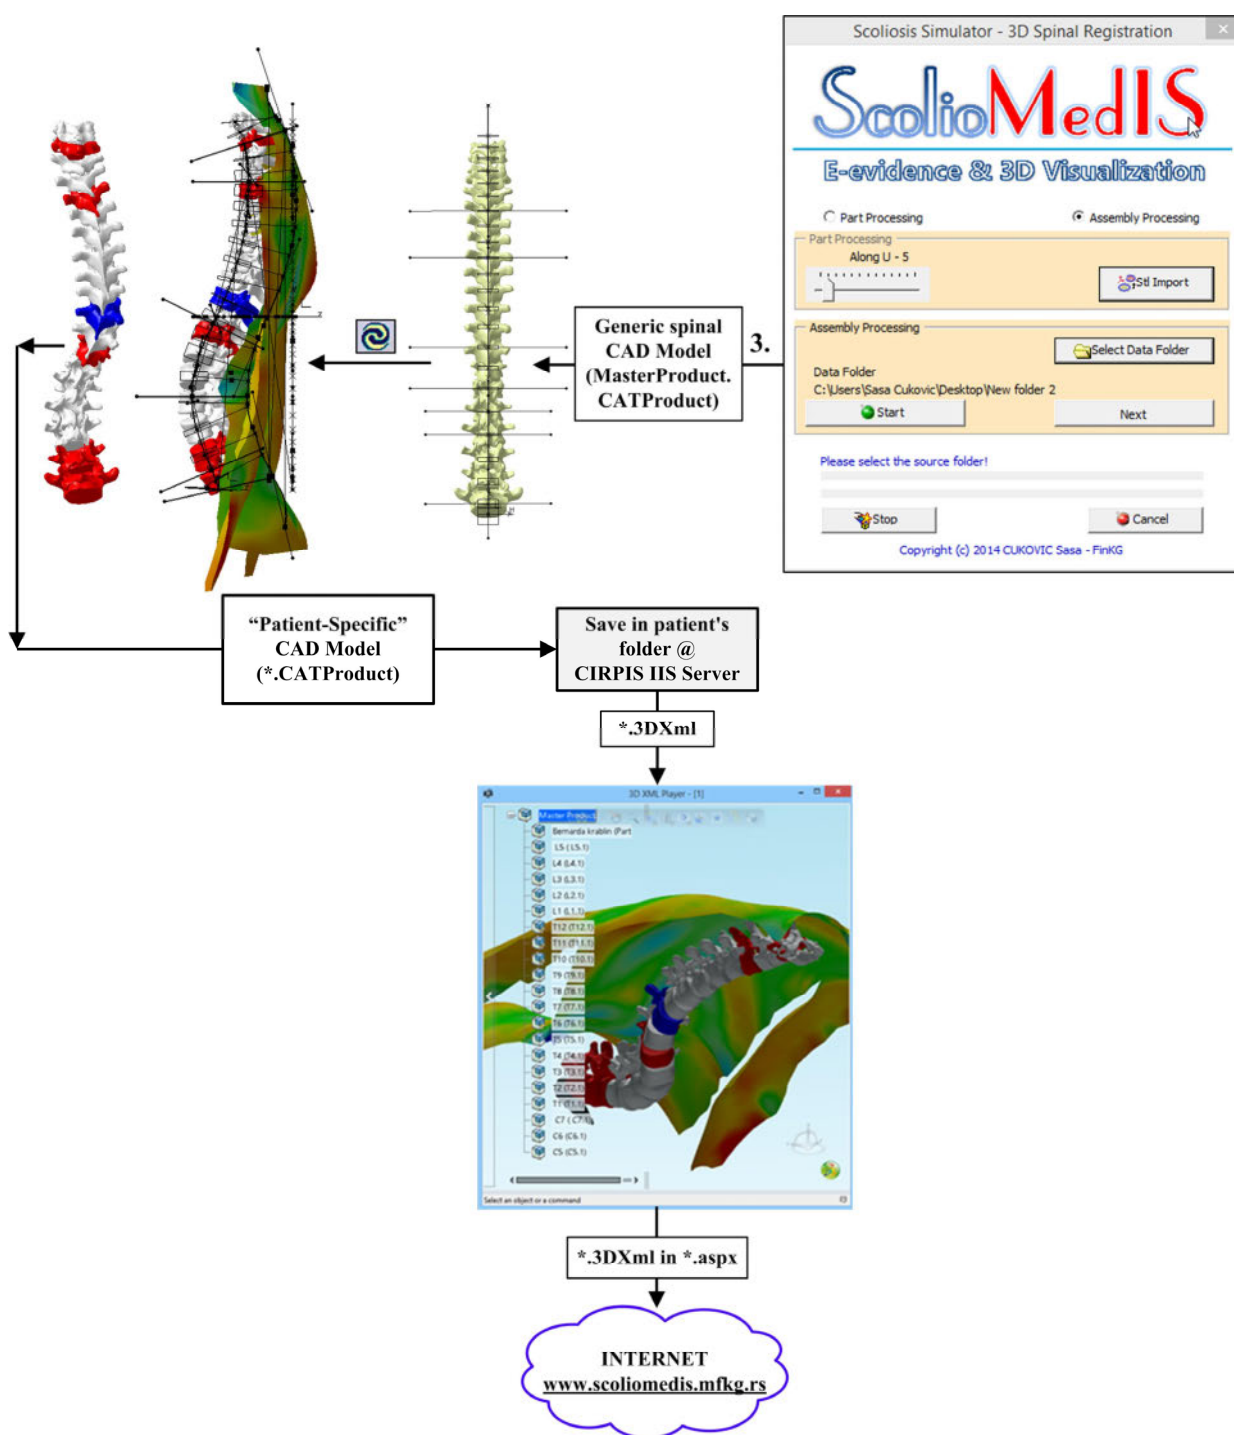 Scoliosis Simulator - 3D Spinal Registration
ScolioMedIS
E-evidence & 3D Visualization
Part Processing
Assembly Processing
Part Processing
Along U - 5
Stl Import
Assembly Processing
Select Data Folder
Data Folder
C:\Users\Sasa Cukovic\Desktop\New folder 2
Start
Next
Please select the source folder!
Stop
Cancel
Copyright (c) 2014 CUKOVIC Sasa - FinKG
3.
Generic spinal
CAD Model
(MasterProduct.
CATProduct)
“Patient-Specific”
CAD Model
(*.CATProduct)
Save in patient's
folder @
CIRPIS IIS Server
*.3DXml
3D XML Player - [1]
Master Product
Bernarda krablin (Part
L5 (L5.1)
L4 (L4.1)
L3 (L3.1)
L2 (L2.1)
L1 (L1.1)
T12 (T12.1)
T11 (T11.1)
T10 (T10.1)
T9 (T9.1)
T8 (T8.1)
T7 (T7.1)
T6 (T6.1)
T5 (T5.1)
T4 (T4.1)
T3 (T3.1)
T2 (T2.1)
T1 (T1.1)
C7 (C7.1)
C6 (C6.1)
C5 (C5.1)
Select an object or a command
*.3DXml in *.aspx
INTERNET
www.scoliomedis.mfkg.rs